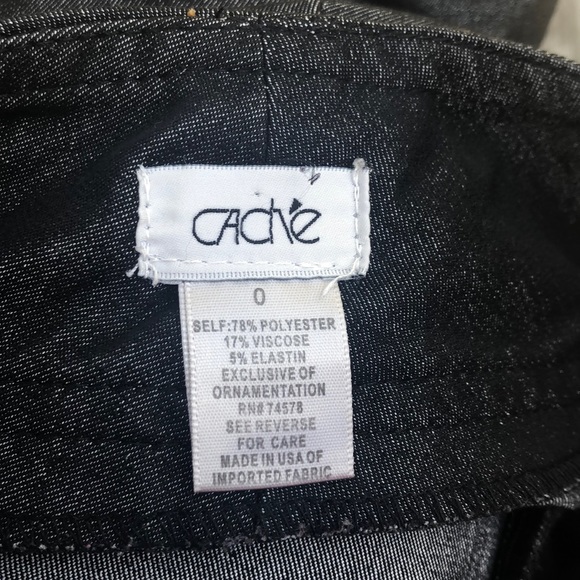 CACHÉ
0
SELF:78% POLYESTER
17% VISCOSE
5% ELASTIN
EXCLUSIVE OF
ORNAMENTATION
RN# 74578
SEE REVERSE
FOR CARE
MADE IN USA OF
IMPORTED FABRIC